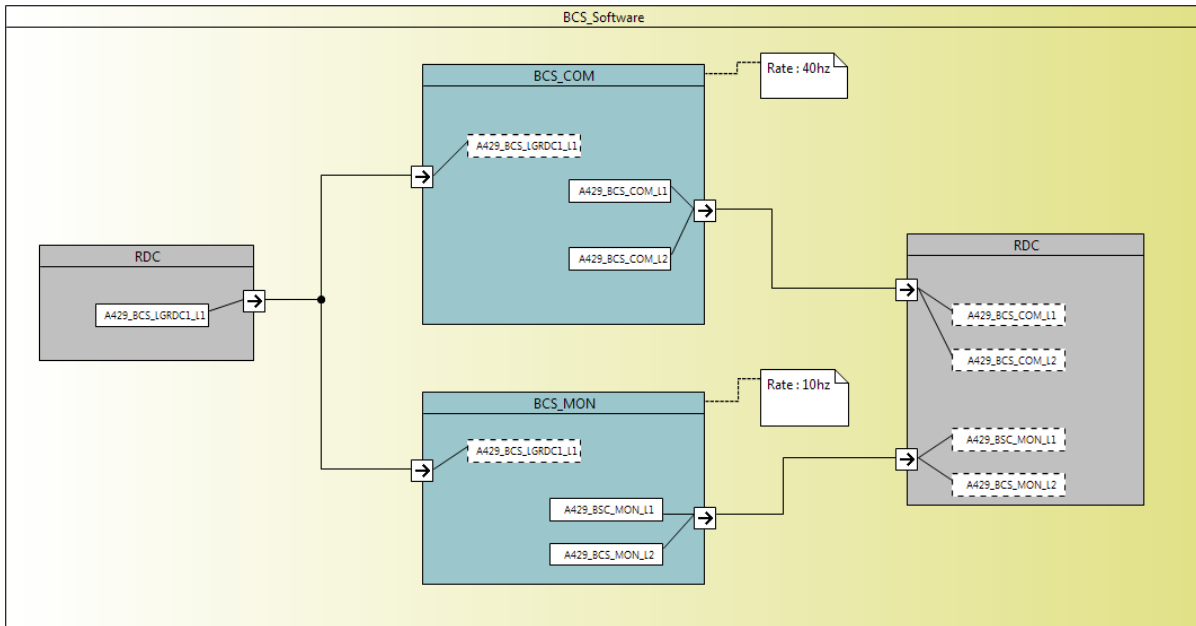 BCS_Software
BCS_COM
Rate : 40hz
A429_BCS_LGRDC1_L1
A429_BCS_COM_L1
A429_BCS_COM_L2
RDC
A429_BCS_LGRDC1_L1
RDC
A429_BCS_COM_L1
A429_BCS_COM_L2
A429_BSC_MON_L1
A429_BCS_MON_L2
BCS_MON
Rate : 10hz
A429_BCS_LGRDC1_L1
A429_BSC_MON_L1
A429_BCS_MON_L2